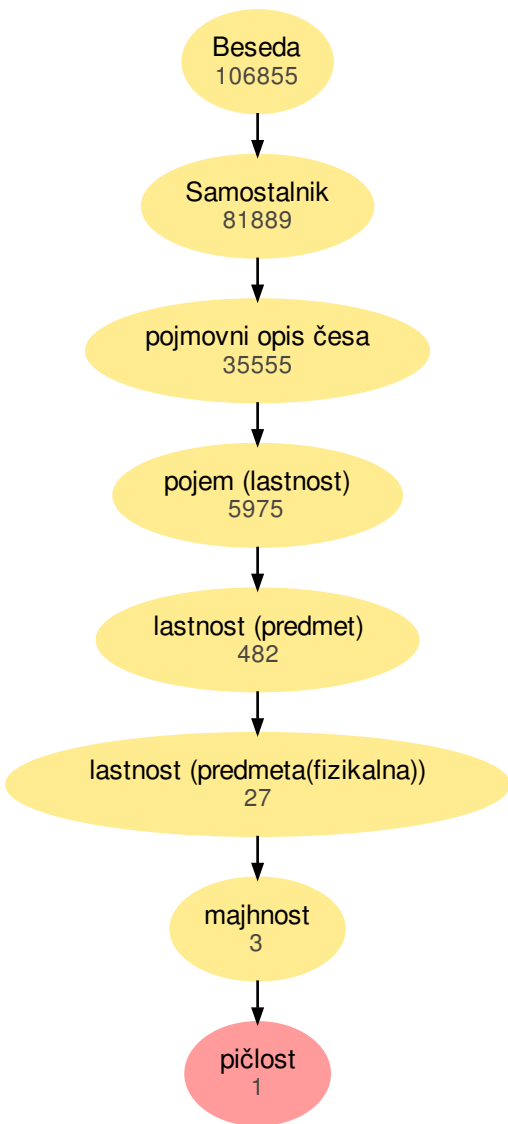 Beseda
106855
Samostalnik
81889
pojmovni opis česa
35555
pojem (lastnost)
5975
lastnost (predmet)
482
lastnost (predmeta(fizikalna))
27
majhnost
3
pičlost
1